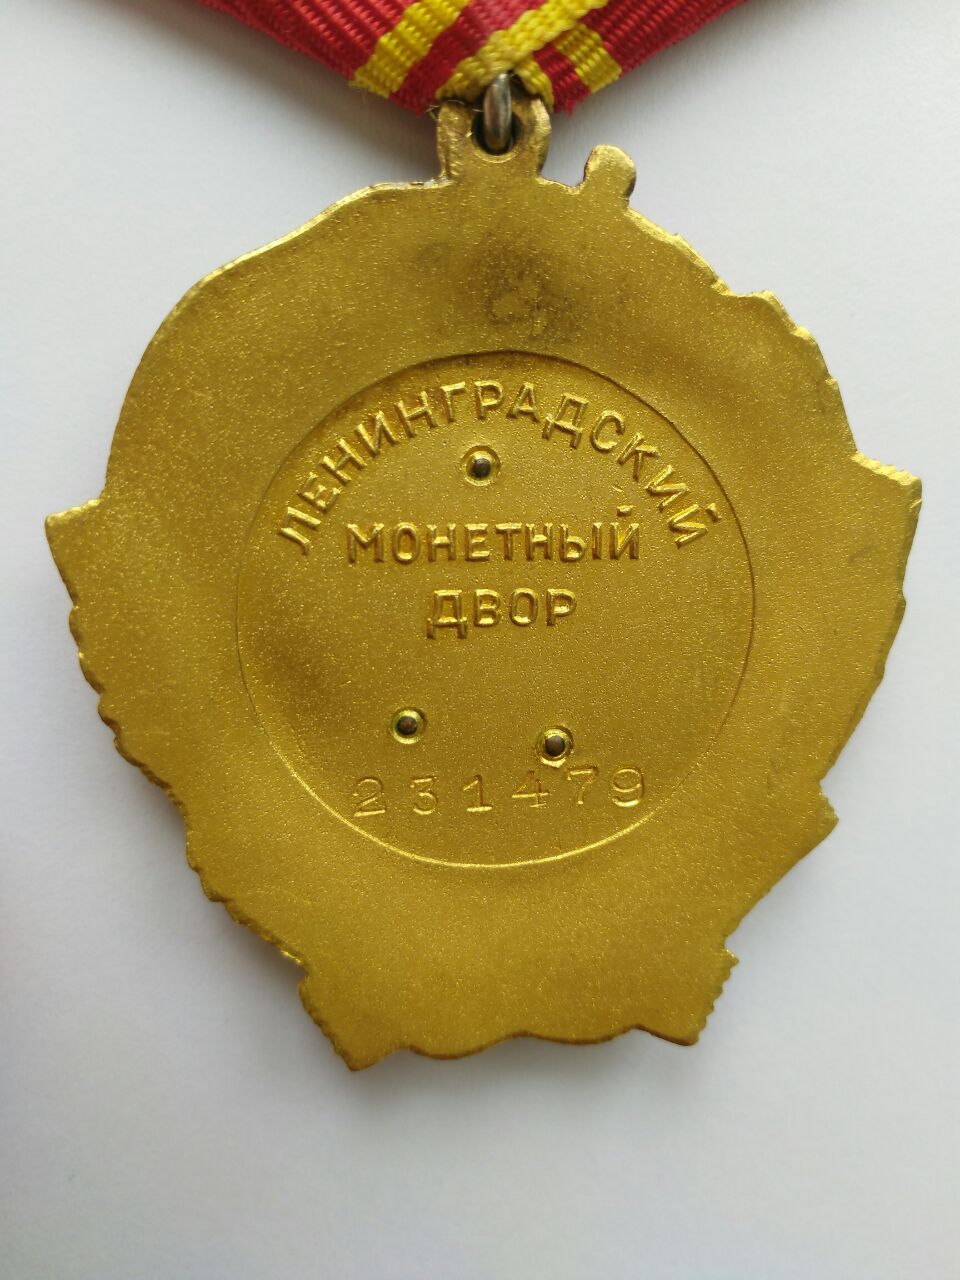 ЛЕНИНГРАДСКИЙ
МОНЕТНЫЙ
ДВОР
231479